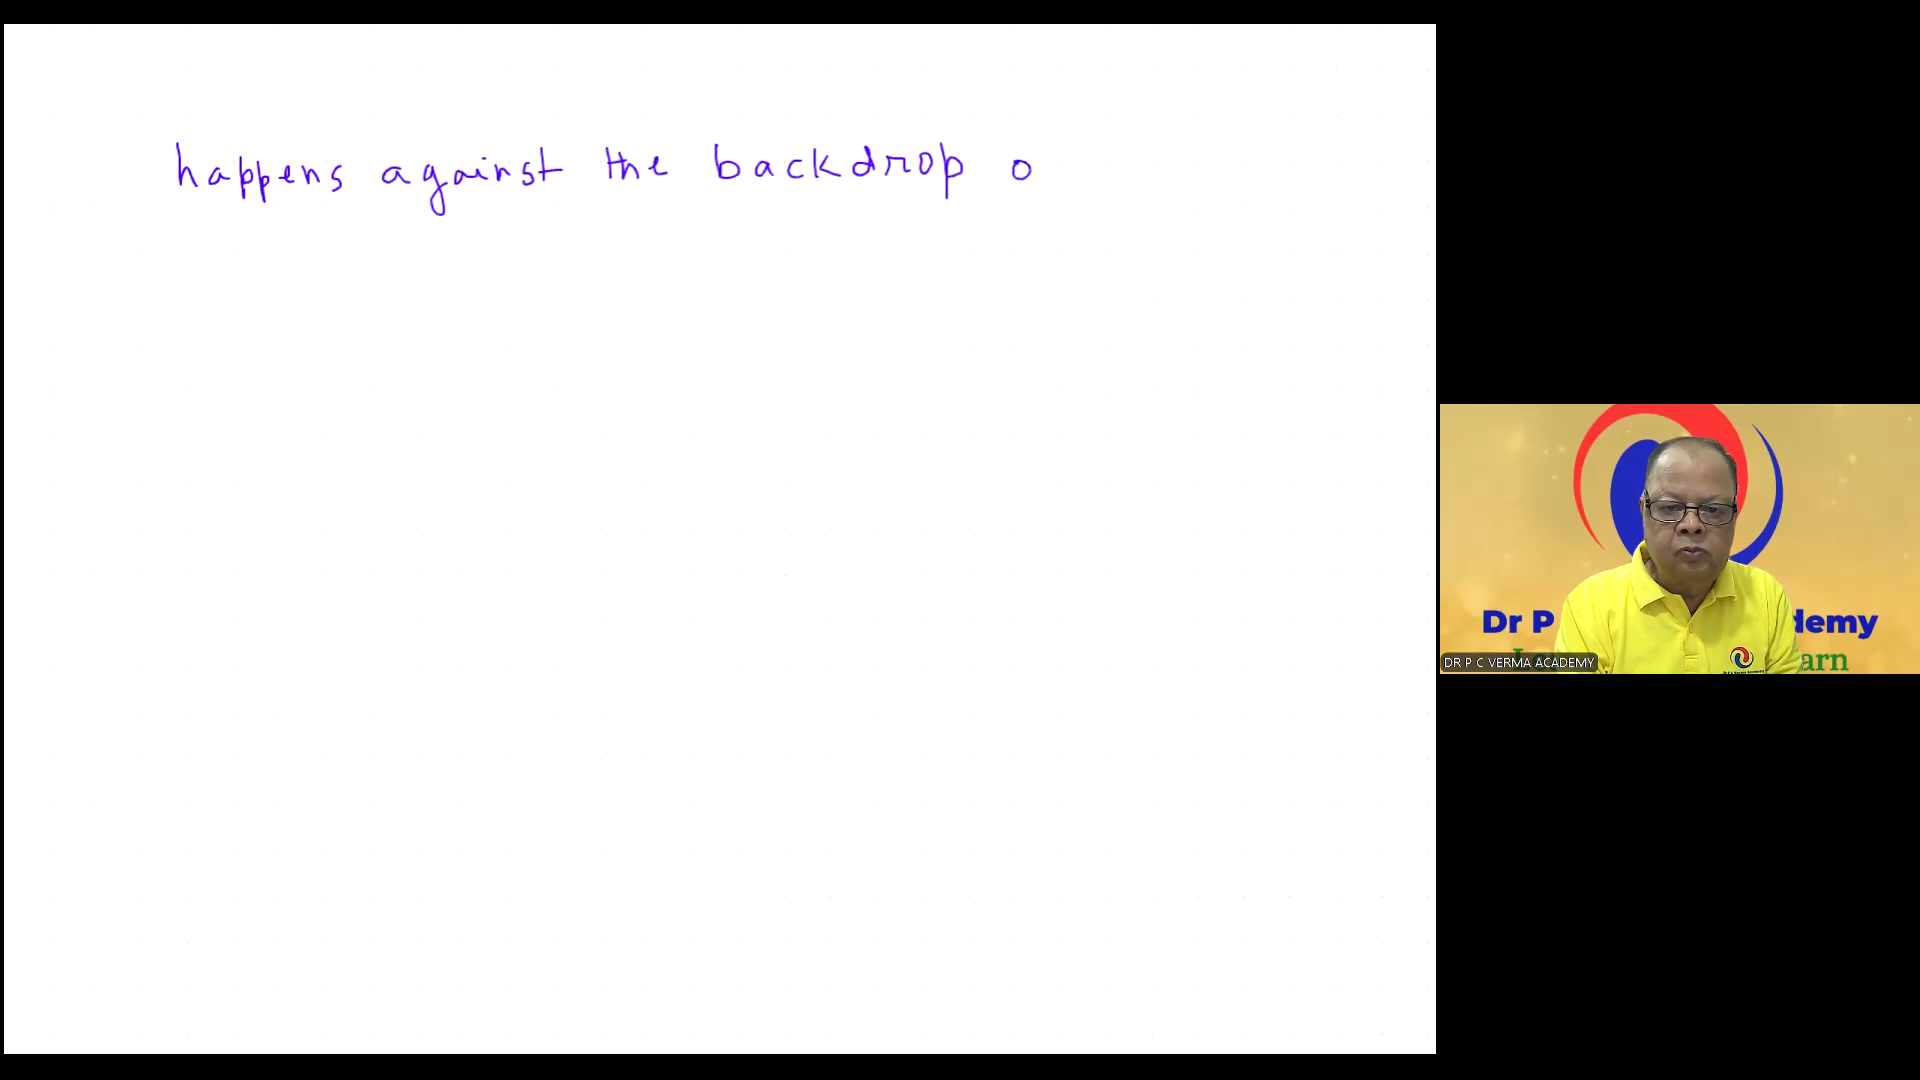 happens against the backdrop o
Dr P demy
arn
DR P C VERMA ACADEMY